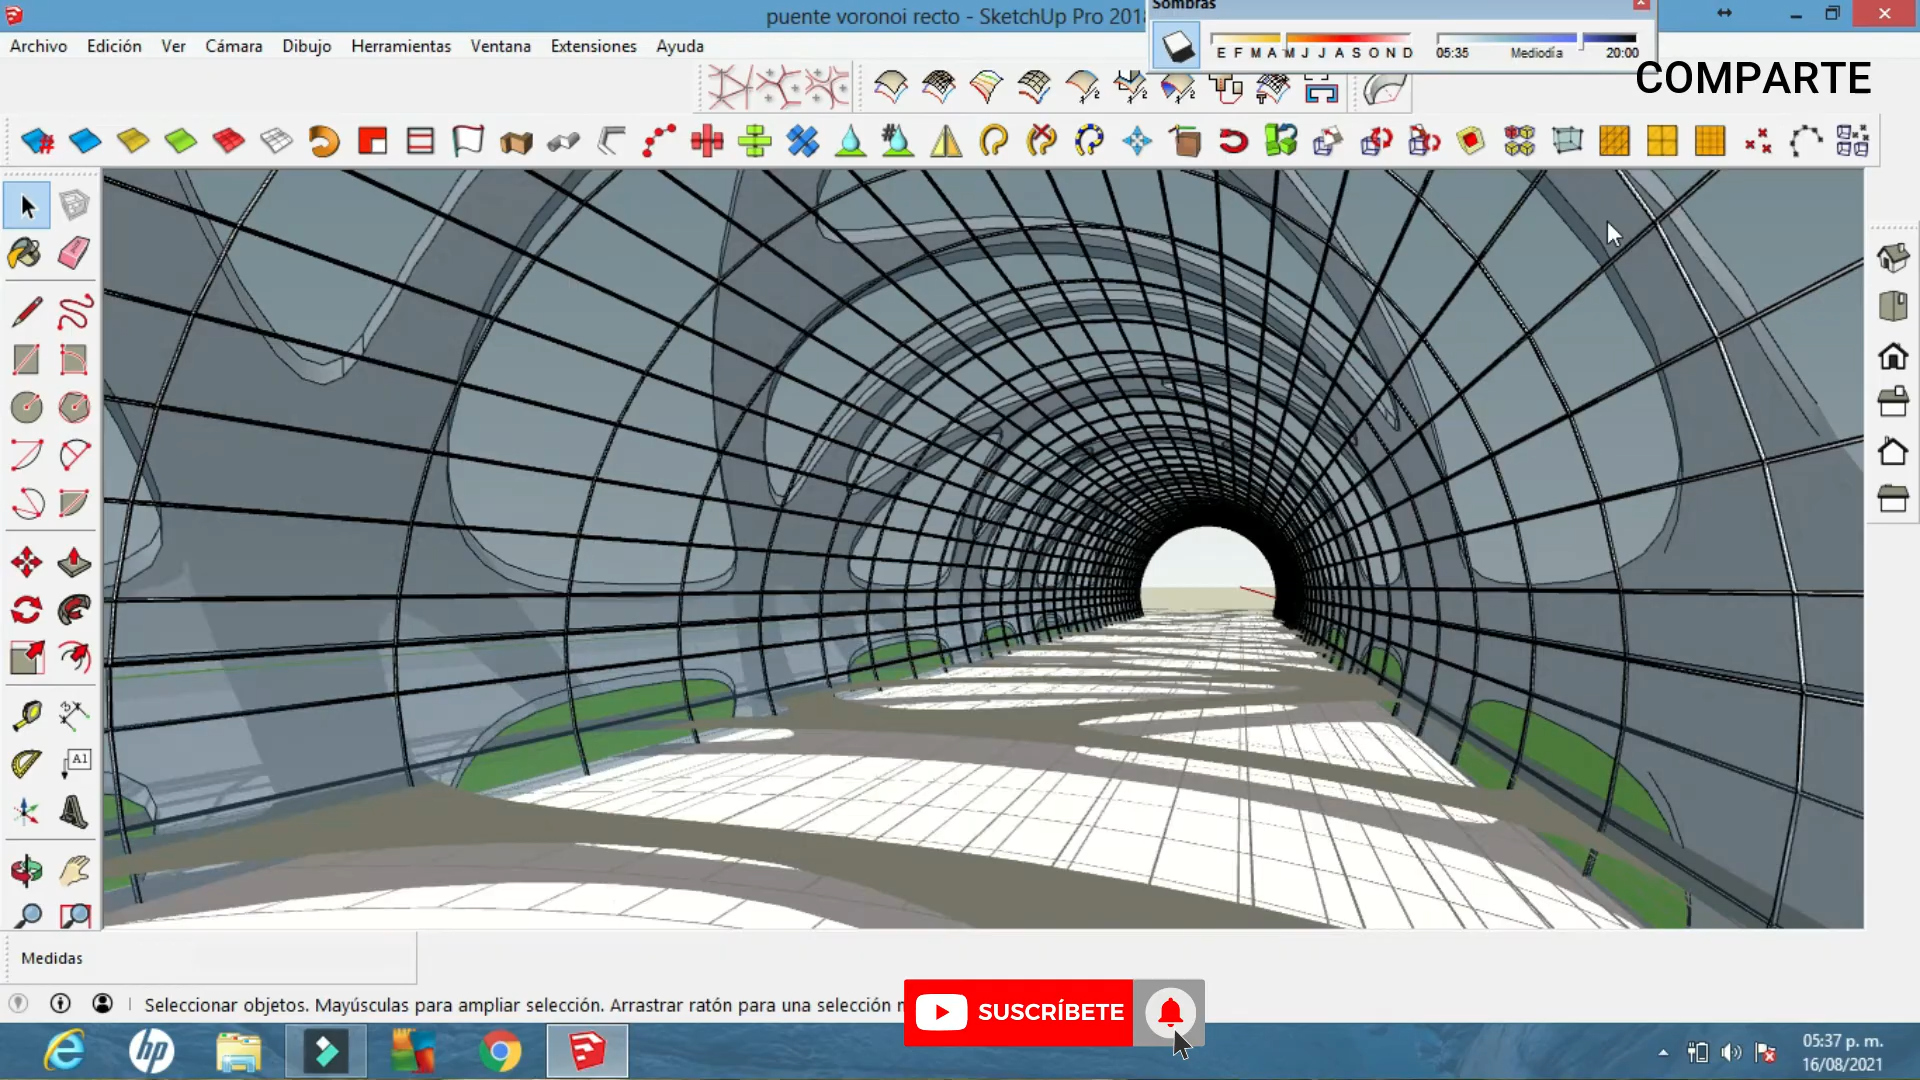 puente voronoi recto - SketchUp Pro 201
Sombras
Archivo Edición Ver Cámara Dibujo Herramientas Ventana Extensiones Ayuda
E F M A M J J A S O N D
05:35 Mediodía 20:00
COMPARTE
A1
Medidas
Seleccionar objetos. Mayúsculas para ampliar selección. Arrastrar ratón para una selección
SUSCRÍBETE
hp
05:37 p. m.
16/08/2021